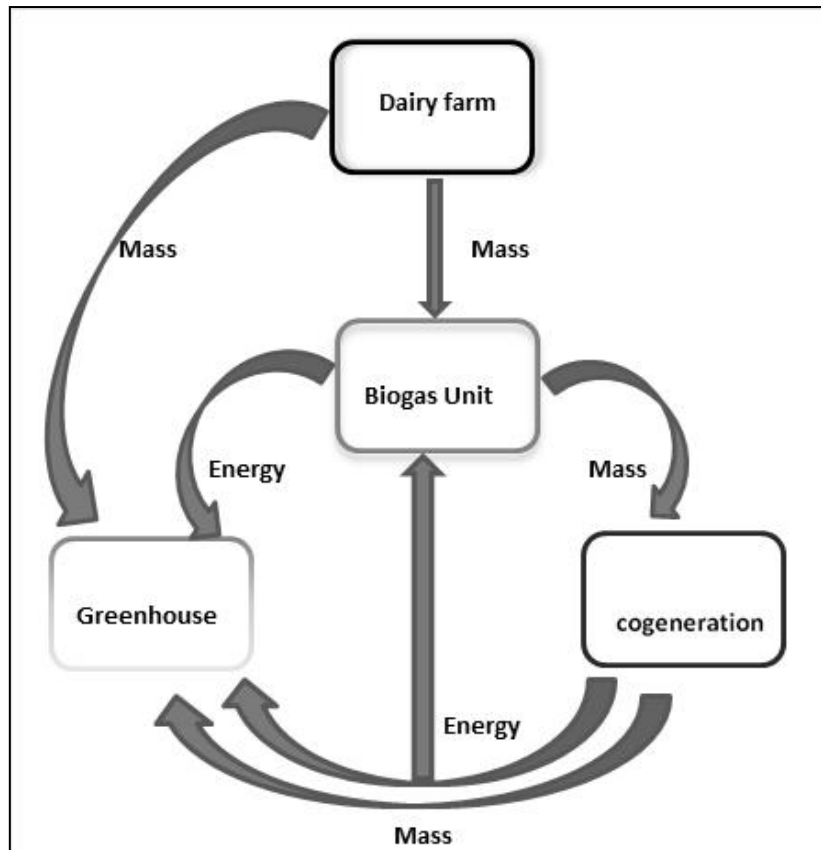 Dairy farm
Mass
Mass
Biogas Unit
Energy
Mass
Greenhouse
cogeneration
Energy
Mass